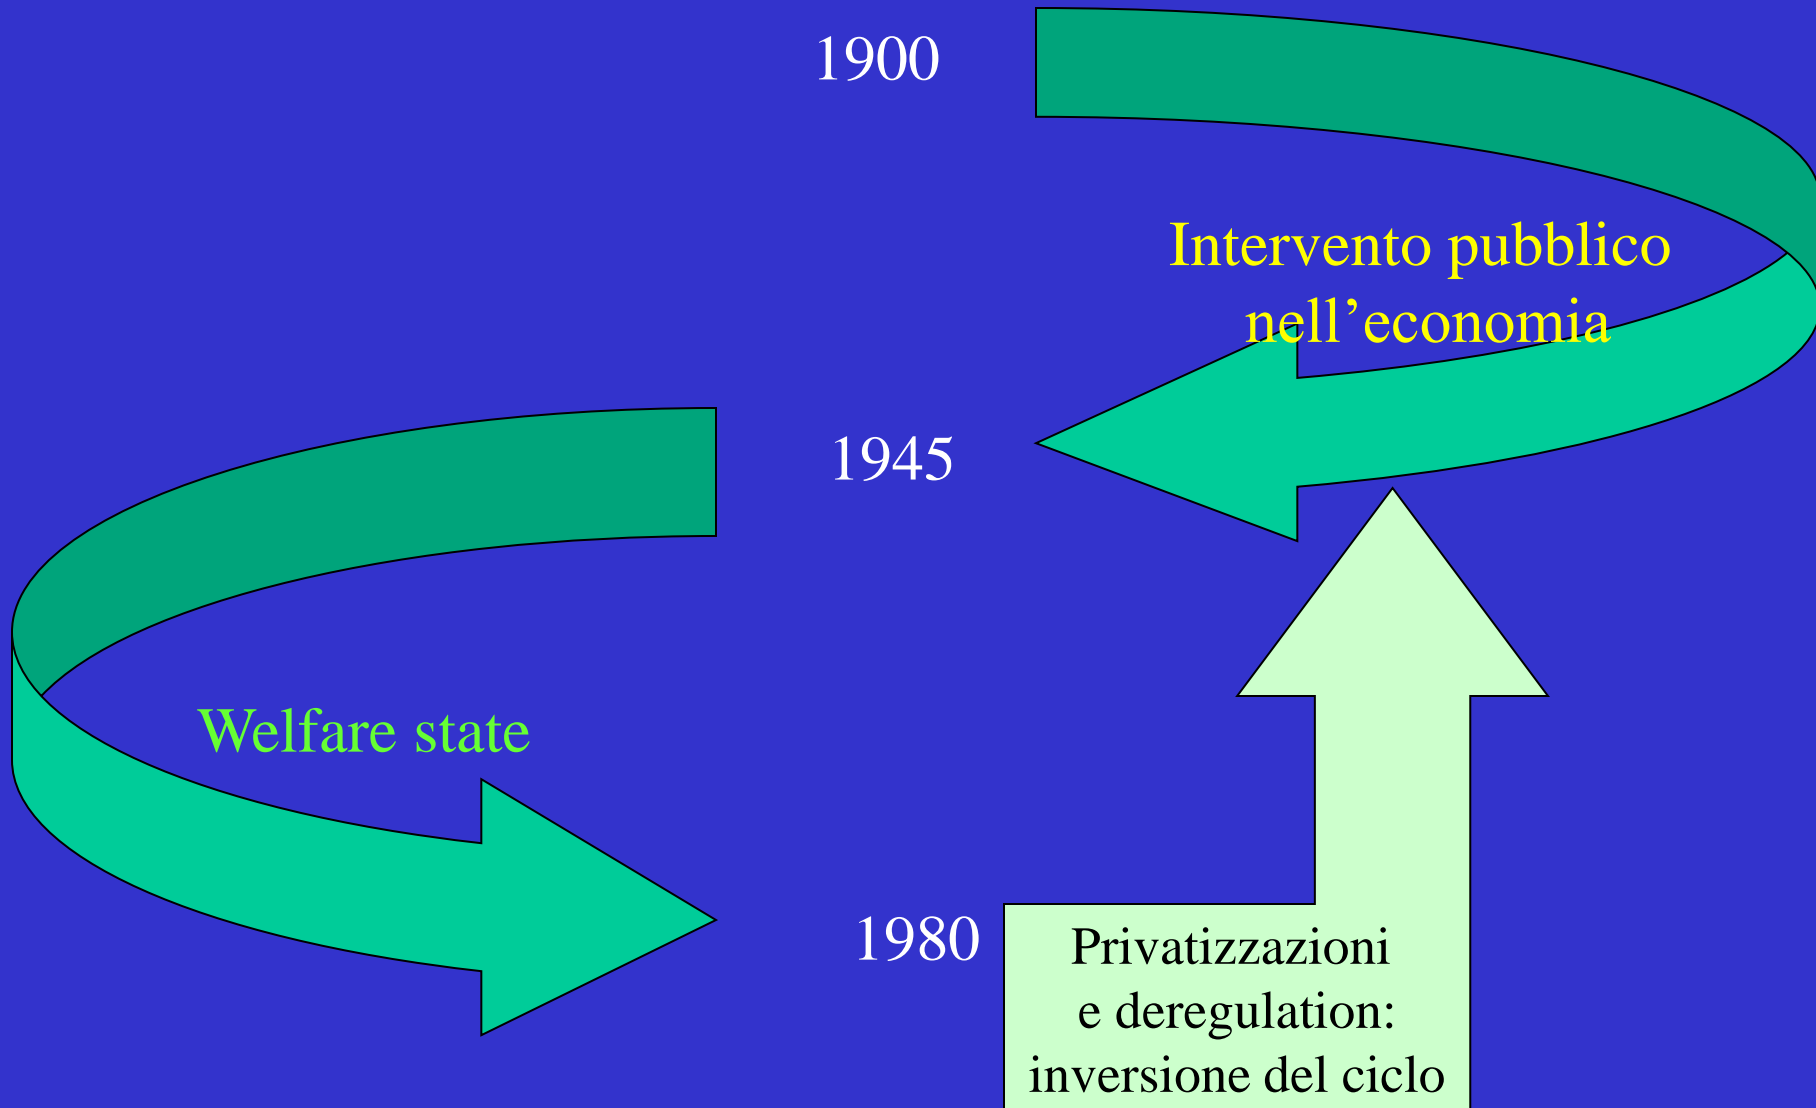 1900
Intervento pubblico
nell’economia
1945
Welfare state
1980
Privatizzazioni
e deregulation:
inversione del ciclo